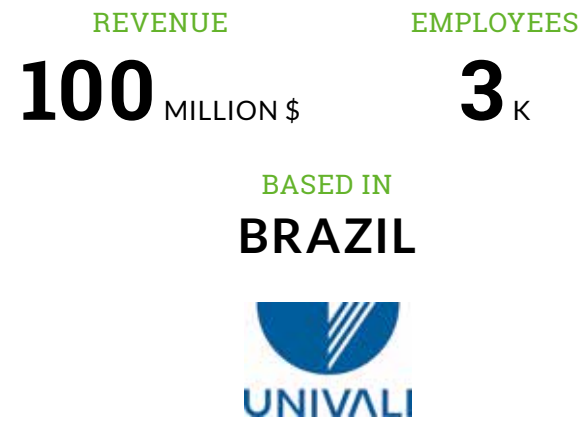 REVENUE EMPLOYEES
100 MILLION $ 3 K
BASED IN
BRAZIL
UNIVALI